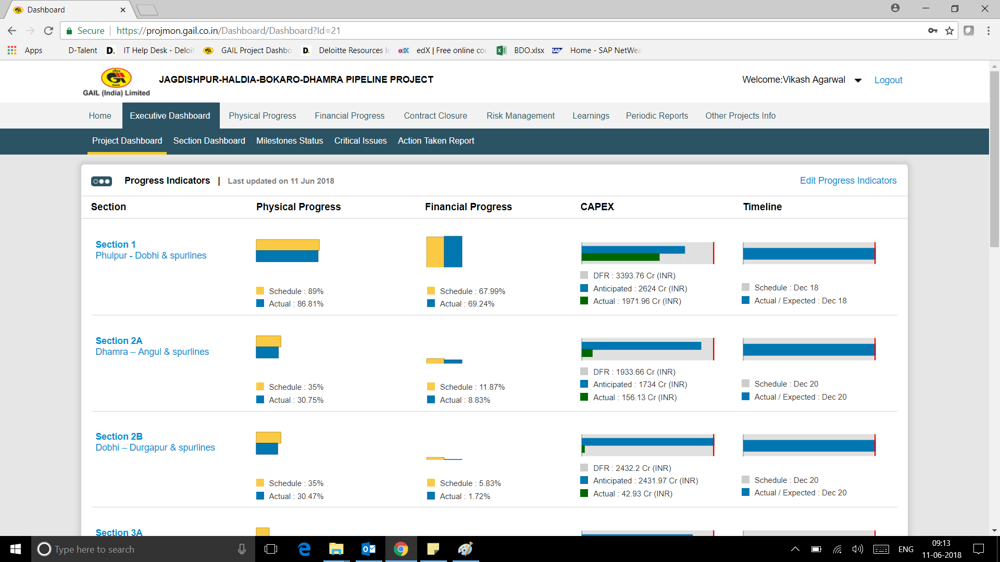 Dashboard
Secure
https://projmon.gail.co.in/Dashboard/Dashboard?Id=21
Apps D-Talent D. IT Help Desk - Deloi GAIL Project Dashbo D. Deloitte Resources edX edX | Free online co BDO.xlsx SAP Home - SAP NetWe
GAIL
GAIL (India) Limited
JAGDISHPUR-HALDIA-BOKARO-DHAMRA PIPELINE PROJECT
Welcome:Vikash Agarwal
Logout
Home Executive Dashboard Physical Progress Financial Progress Contract Closure Risk Management Learnings Periodic Reports Other Projects Info
Project Dashboard Section Dashboard Milestones Status Critical Issues Action Taken Report
Progress Indicators | Last updated on 11 Jun 2018
Edit Progress Indicators
Section Physical Progress Financial Progress CAPEX Timeline
Section 1
Phulpur - Dobhi & spurlines
Schedule : 89%
Actual : 86.81%
Schedule : 67.99%
Actual : 69.24%
DFR : 3393.76 Cr (INR)
Anticipated : 2624 Cr (INR)
Actual : 1971.96 Cr (INR)
Schedule : Dec 18
Actual / Expected : Dec 18
Section 2A
Dhamra – Angul & spurlines
Schedule : 35%
Actual : 30.75%
Schedule : 11.87%
Actual : 8.83%
DFR : 1933.66 Cr (INR)
Anticipated : 1734 Cr (INR)
Actual : 156.13 Cr (INR)
Schedule : Dec 20
Actual / Expected : Dec 20
Section 2B
Dobhi – Durgapur & spurlines
Schedule : 35%
Actual : 30.47%
Schedule : 5.83%
Actual : 1.72%
DFR : 2432.2 Cr (INR)
Anticipated : 2431.97 Cr (INR)
Actual : 42.93 Cr (INR)
Schedule : Dec 20
Actual / Expected : Dec 20
Section 3A
Type here to search
ENG
09:13
11-06-2018